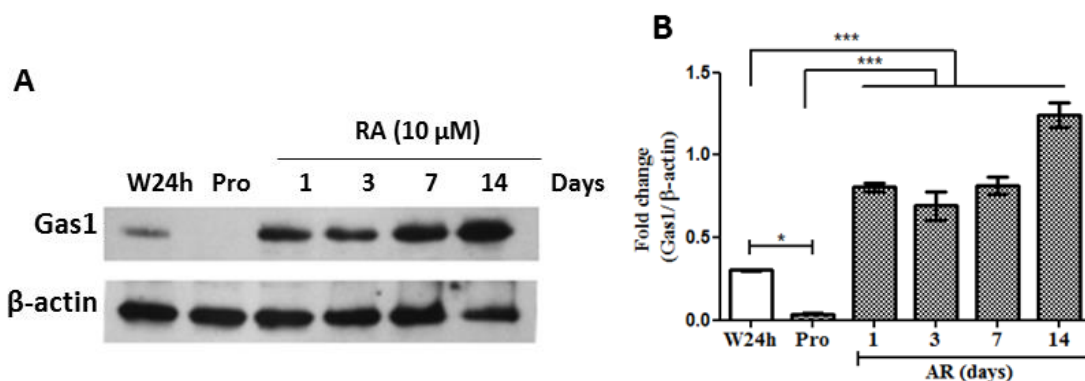 A
RA (10 µM)
W24h Pro 1 3 7 14 Days
Gas1
β-actin
B
***
***
*
Fold change
(Gas1/ β-actin)
1.5
1.0
0.5
0.0
W24h Pro 1 3 7 14
AR (days)